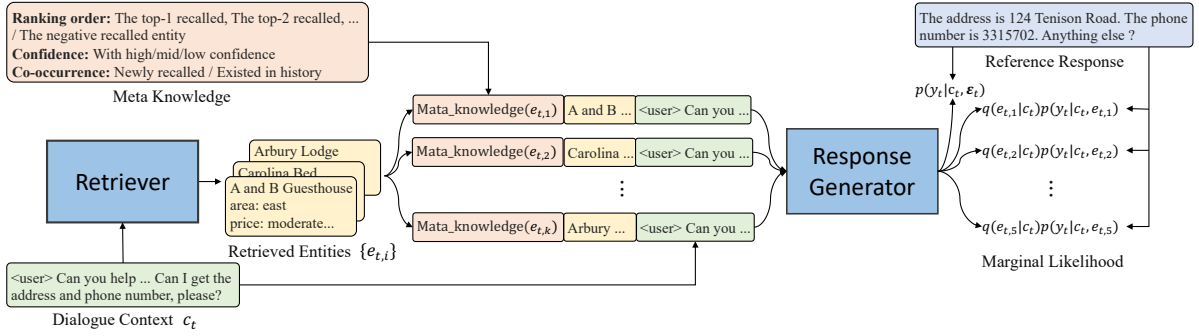 Ranking order: The top-1 recalled, The top-2 recalled, ...
/ The negative recalled entity
Confidence: With high/mid/low confidence
Co-occurrence: Newly recalled / Existed in history
Meta Knowledge
Retriever
Arbury Lodge
Carolina Bed
A and B Guesthouse
area: east
price: moderate...
Retrieved Entities {e_{t,i}}
<user> Can you help ... Can I get the
address and phone number, please?
Dialogue Context c_t
Mata_knowledge(e_{t,1}) A and B ... <user> Can you ...
Mata_knowledge(e_{t,2}) Carolina ... <user> Can you ...
⋮
Mata_knowledge(e_{t,k}) Arbury ... <user> Can you ...
Response
Generator
The address is 124 Tenison Road. The phone
number is 3315702. Anything else ?
Reference Response
p(y_t|c_t, ε_t)
q(e_{t,1}|c_t)p(y_t|c_t, e_{t,1})
q(e_{t,2}|c_t)p(y_t|c_t, e_{t,2})
⋮
q(e_{t,5}|c_t)p(y_t|c_t, e_{t,5})
Marginal Likelihood